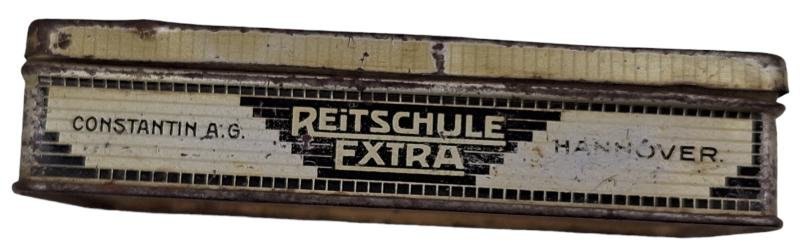 CONSTANTIN A.G.
REITSCHULE
EXTRA
HANNOVER.